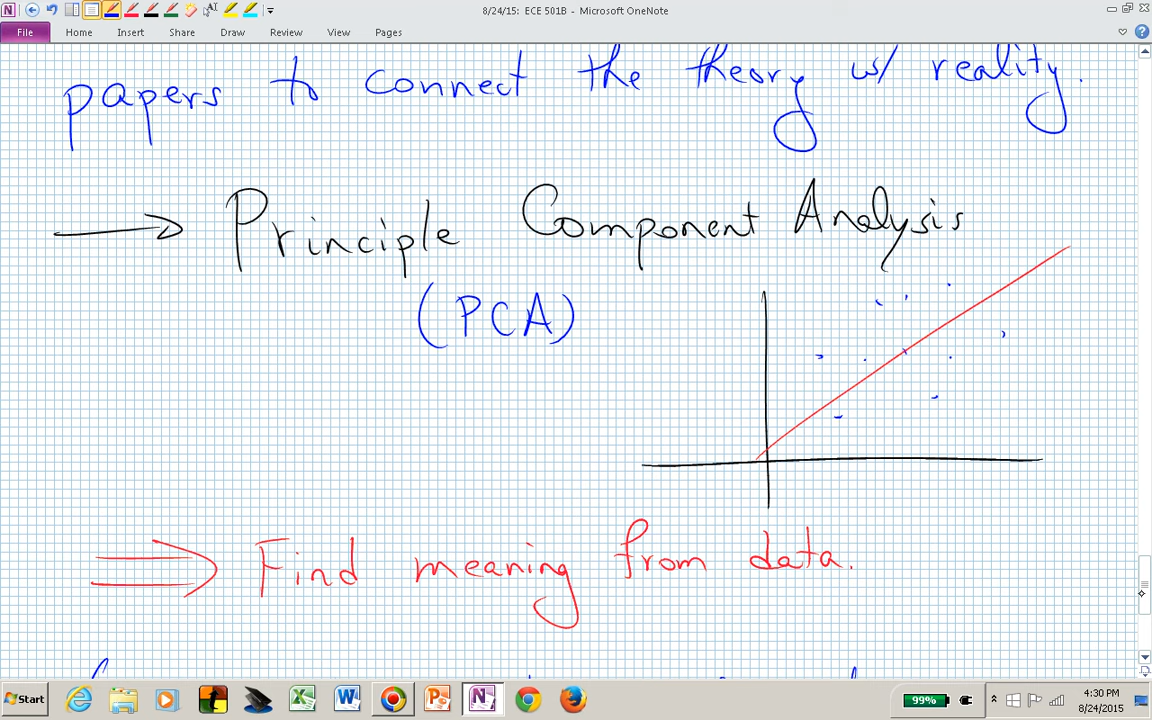 8/24/15: ECE 501B - Microsoft OneNote
File Home Insert Share Draw Review View Pages
papers to connect the theory w/ reality.
Principle Component Analysis
(PCA)
Find meaning from data.
Start
99%
4:30 PM
8/24/2015